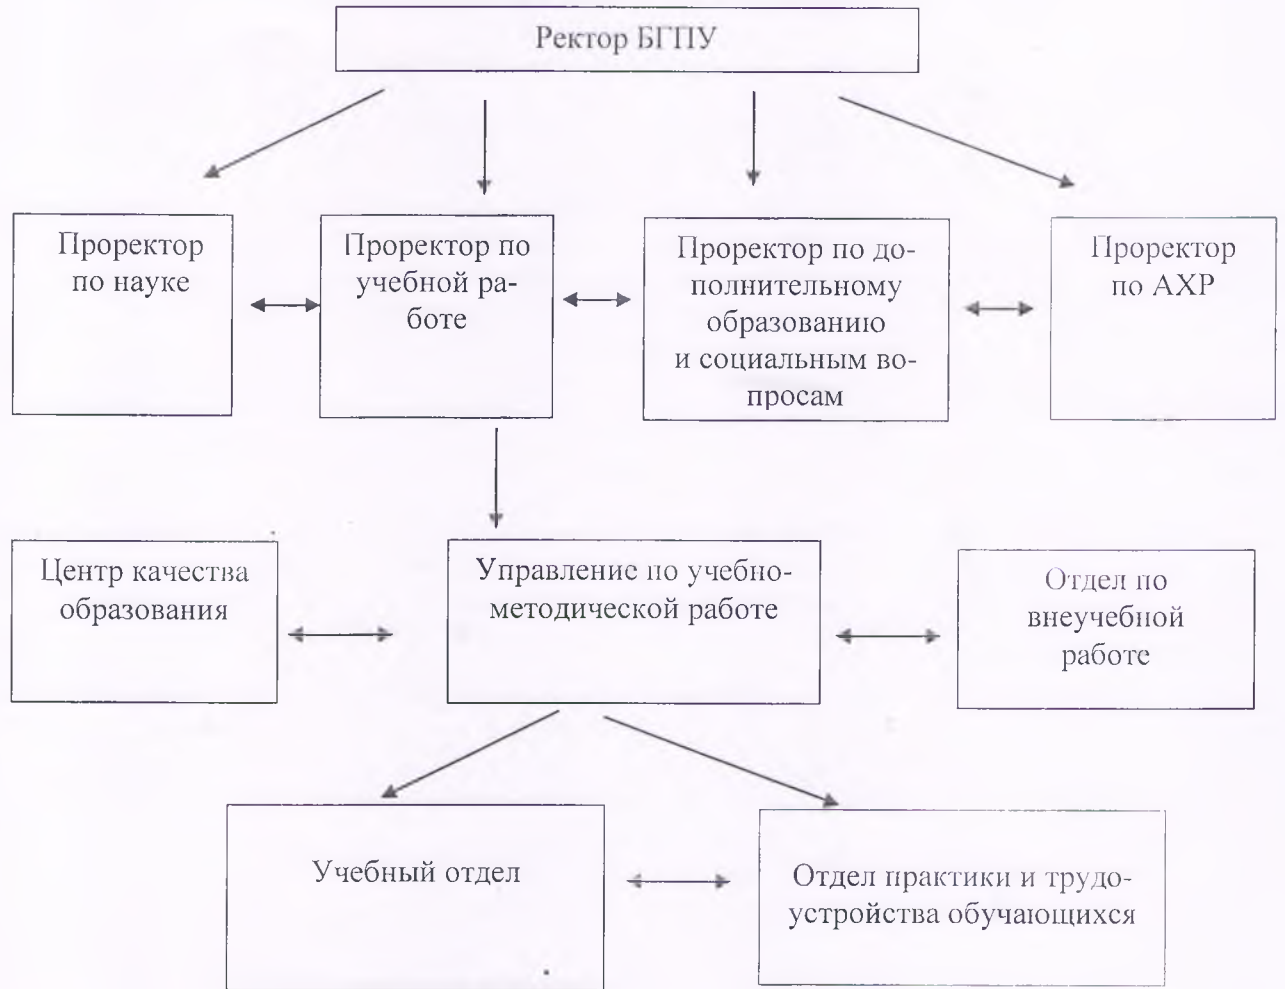 Ректор БГПУ
Проректор
по науке
Проректор по
учебной ра-
боте
Проректор по до-
полнительному
образованию
и социальным во-
просам
Проректор
по АХР
Центр качества
образования
Управление по учебно-
методической работе
Отдел по
внеучебной
работе
Учебный отдел
Отдел практики и трудо-
устройства обучающихся